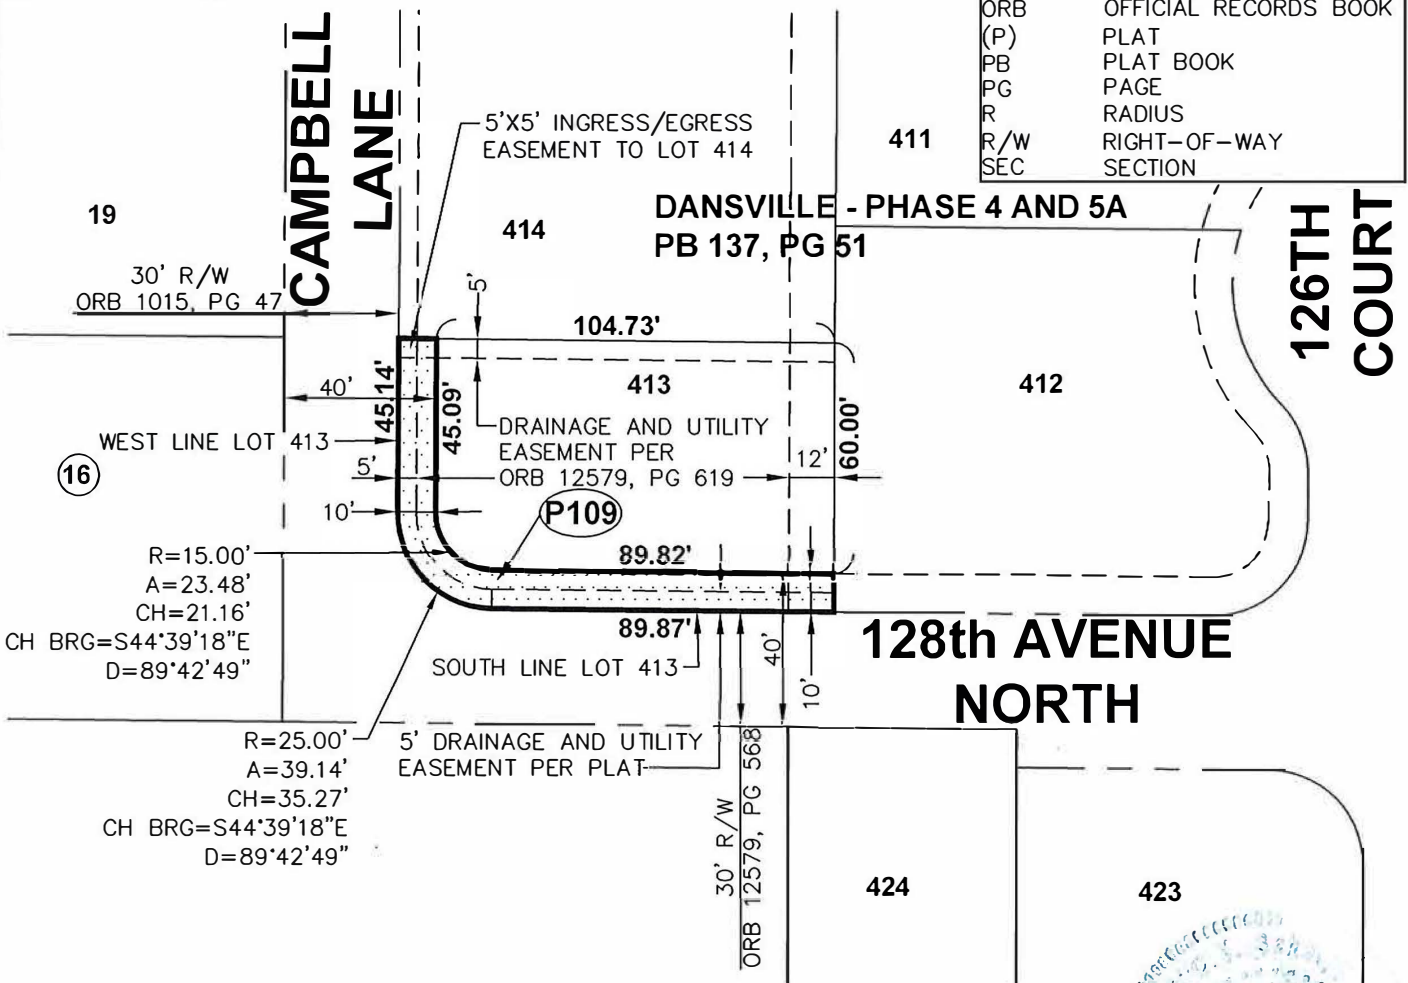 ORB OFFICIAL RECORDS BOOK
(P) PLAT
PB PLAT BOOK
PG PAGE
R RADIUS
R/W RIGHT-OF-WAY
SEC SECTION
CAMPBELL
LANE
5'X5' INGRESS/EGRESS
EASEMENT TO LOT 414
411
19
414
DANSVILLE - PHASE 4 AND 5A
PB 137, PG 51
126TH
COURT
30' R/W
ORB 1015, PG 47
5'
104.73'
40'
45.14'
45.09'
413
412
60.00'
WEST LINE LOT 413
DRAINAGE AND UTILITY
EASEMENT PER
ORB 12579, PG 619
12'
16
5'
10'
P109
R=15.00'
A=23.48'
CH=21.16'
CH BRG=S44°39'18"E
D=89°42'49"
89.82'
89.87'
SOUTH LINE LOT 413
40'
10'
128th AVENUE
NORTH
R=25.00'
A=39.14'
CH=35.27'
CH BRG=S44°39'18"E
D=89°42'49"
5' DRAINAGE AND UTILITY
EASEMENT PER PLAT
30' R/W
ORB 12579, PG 568
424
423